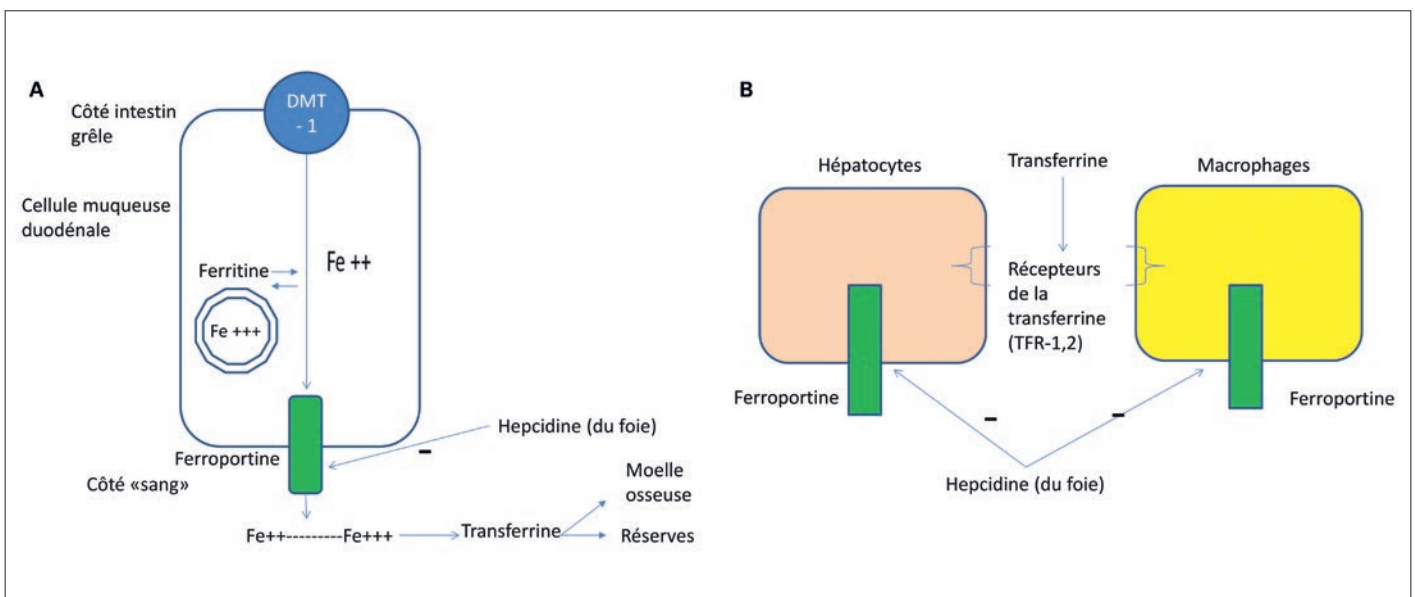 A
Côté intestin
grêle
DMT
- 1
Cellule muqueuse
duodénale
Fe ++
Ferritine
Fe +++
Ferroportine
Hepcidine (du foie)
–
Côté «sang»
Fe++---------Fe+++
Transferrine
Moelle
osseuse
Réserves
B
Hépatocytes
Transferrine
Macrophages
Récepteurs
de la
transferrine
(TFR-1,2)
Ferroportine
Ferroportine
–
–
Hepcidine (du foie)